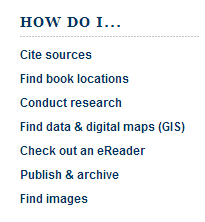 HOW DO I...
Cite sources
Find book locations
Conduct research
Find data & digital maps (GIS)
Check out an eReader
Publish & archive
Find images